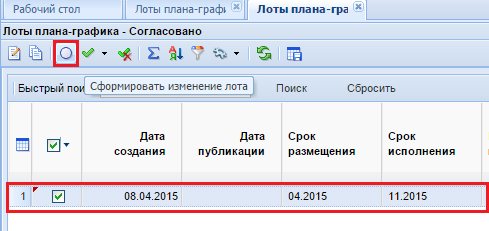 Рабочий стол
Лоты плана-графи
Лоты плана-гра
Лоты плана-графика - Согласовано
Быстрый пои
Сформировать изменение лота
Поиск
Сбросить
Дата создания
Дата публикации
Срок размещения
Срок исполнения
1 08.04.2015 04.2015 11.2015